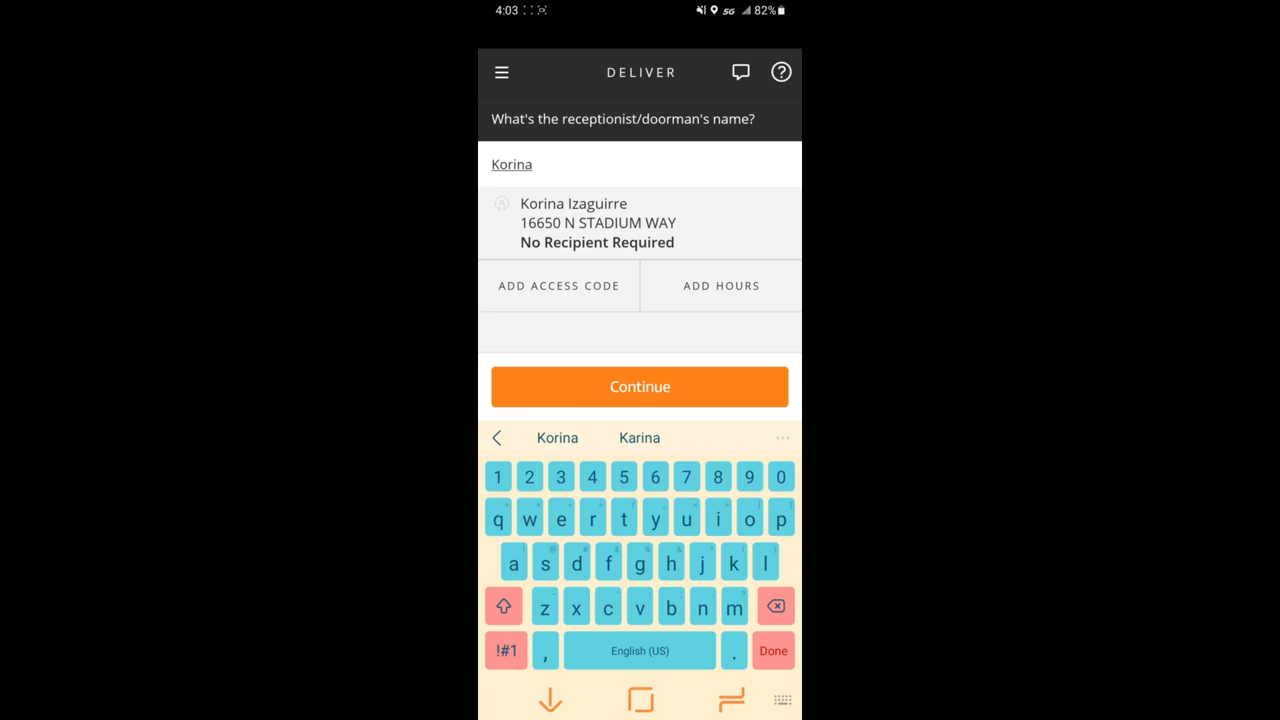 4:03 5G 82%
DELIVER
What's the receptionist/doorman's name?
Korina
Korina Izaguirre
16650 N STADIUM WAY
No Recipient Required
ADD ACCESS CODE ADD HOURS
Continue
Korina Karina ...
1 2 3 4 5 6 7 8 9 0
q w e r t y u i o p
a s d f g h j k l
z x c v b n m
!#1 , English (US) . Done